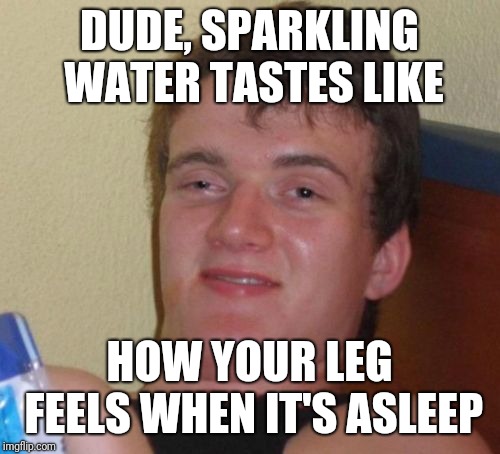 DUDE, SPARKLING
WATER TASTES LIKE
HOW YOUR LEG
FEELS WHEN IT'S ASLEEP
imgflip.com